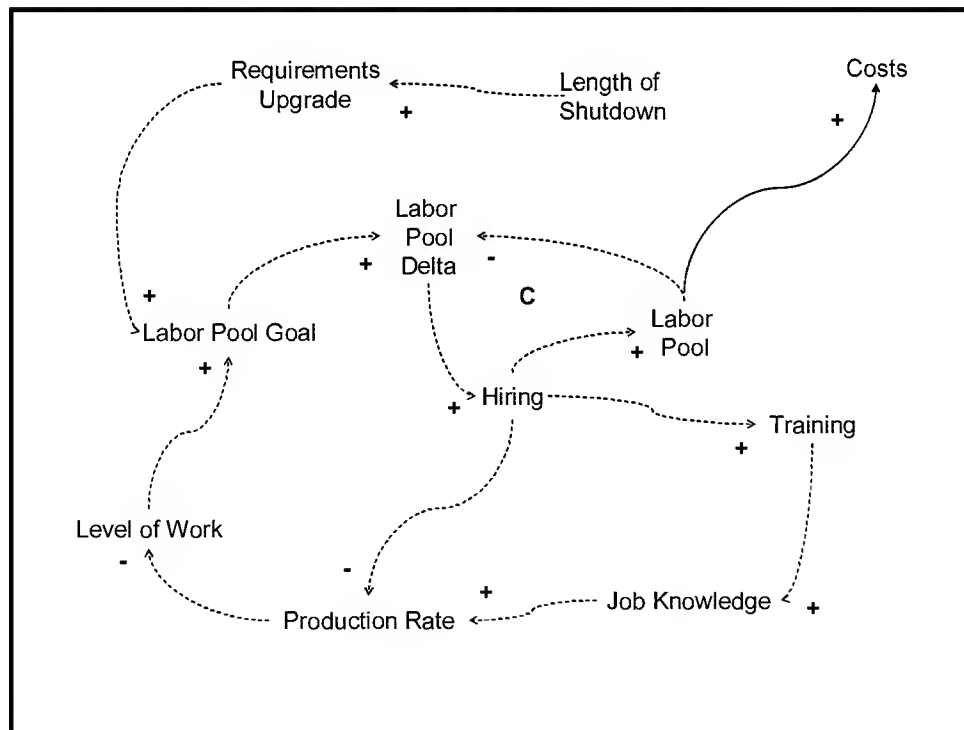 Requirements
Upgrade
Length of
Shutdown
Costs
+
+
Labor
Pool
Delta
+
-
C
+
Labor Pool Goal
+
Labor
Pool
+
Hiring
+
Training
+
Level of Work
-
-
+
Production Rate
Job Knowledge
+